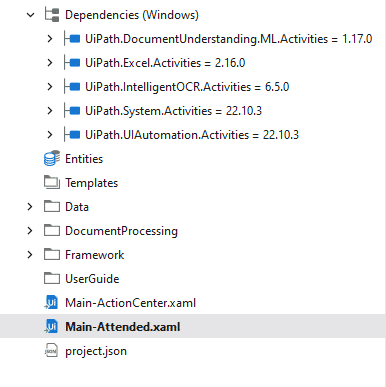 Dependencies (Windows)
UiPath.DocumentUnderstanding.ML.Activities = 1.17.0
UiPath.Excel.Activities = 2.16.0
UiPath.IntelligentOCR.Activities = 6.5.0
UiPath.System.Activities = 22.10.3
UiPath.UIAutomation.Activities = 22.10.3
Entities
Templates
Data
DocumentProcessing
Framework
UserGuide
Ui Main-ActionCenter.xaml
Ui Main-Attended.xaml
project.json